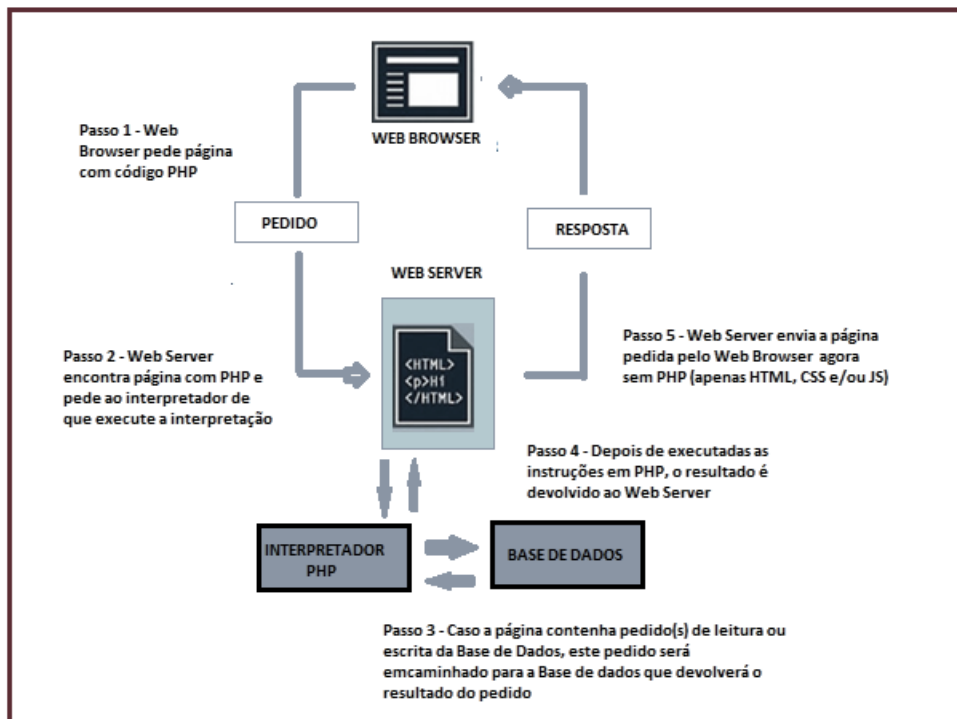 WEB BROWSER
Passo 1 - Web
Browser pede página
com código PHP
PEDIDO
RESPOSTA
WEB SERVER
<HTML>
<p>H1
</HTML>
Passo 2 - Web Server
encontra página com PHP e
pede ao interpretador de
que execute a interpretação
Passo 5 - Web Server envia a página
pedida pelo Web Browser agora
sem PHP (apenas HTML, CSS e/ou JS)
Passo 4 - Depois de executadas as
instruções em PHP, o resultado é
devolvido ao Web Server
INTERPRETADOR
PHP
BASE DE DADOS
Passo 3 - Caso a página contenha pedido(s) de leitura ou
escrita da Base de Dados, este pedido será
emcaminhado para a Base de dados que devolverá o
resultado do pedido